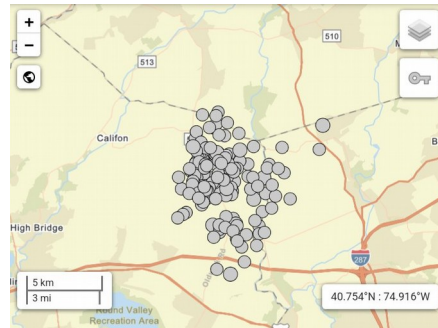 +
510
−
513
Califon
High Bridge
287
5 km
3 mi
Round Valley
Recreation Area
40.754°N : 74.916°W